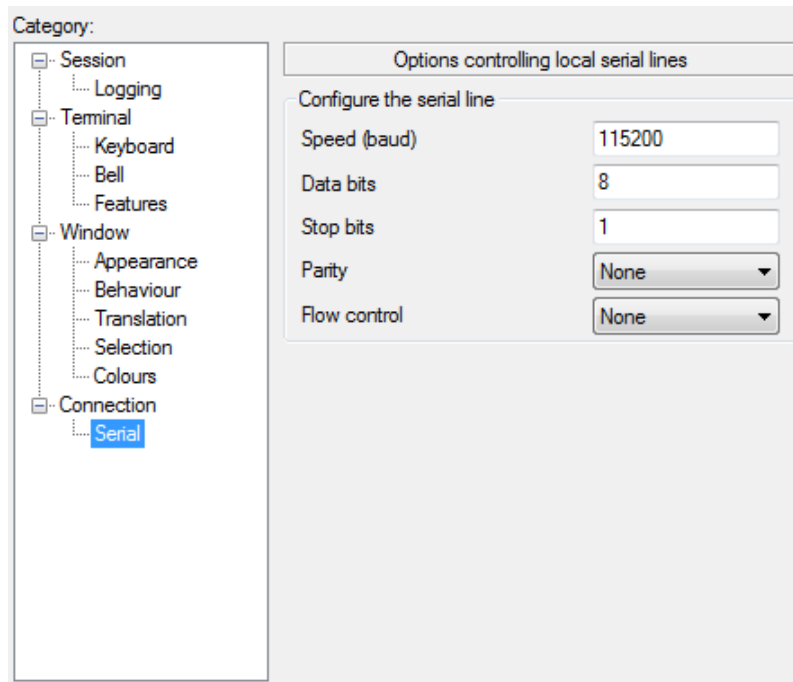 Category:
Session
Logging
Terminal
Keyboard
Bell
Features
Window
Appearance
Behaviour
Translation
Selection
Colours
Connection
Serial
Options controlling local serial lines
Configure the serial line
Speed (baud) 115200
Data bits 8
Stop bits 1
Parity None
Flow control None